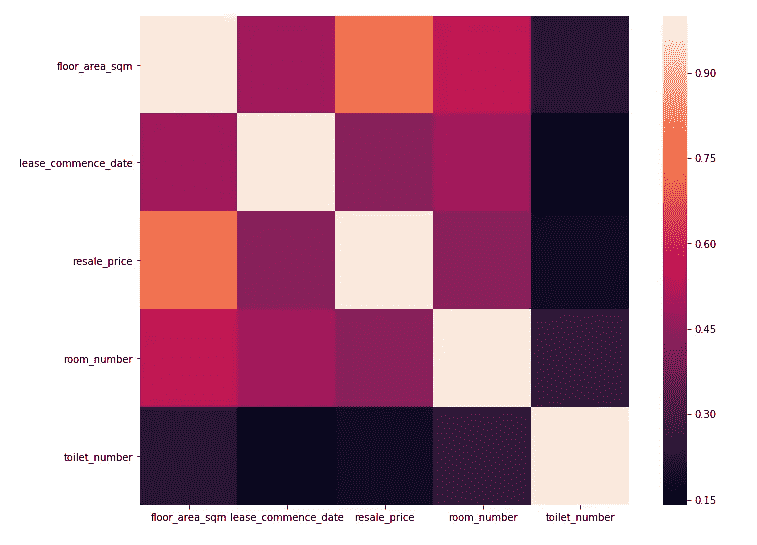 floor_area_sqm
lease_commence_date
resale_price
room_number
toilet_number
floor_area_sqm lease_commence_date resale_price room_number toilet_number
0.90
0.75
0.60
0.45
0.30
0.15